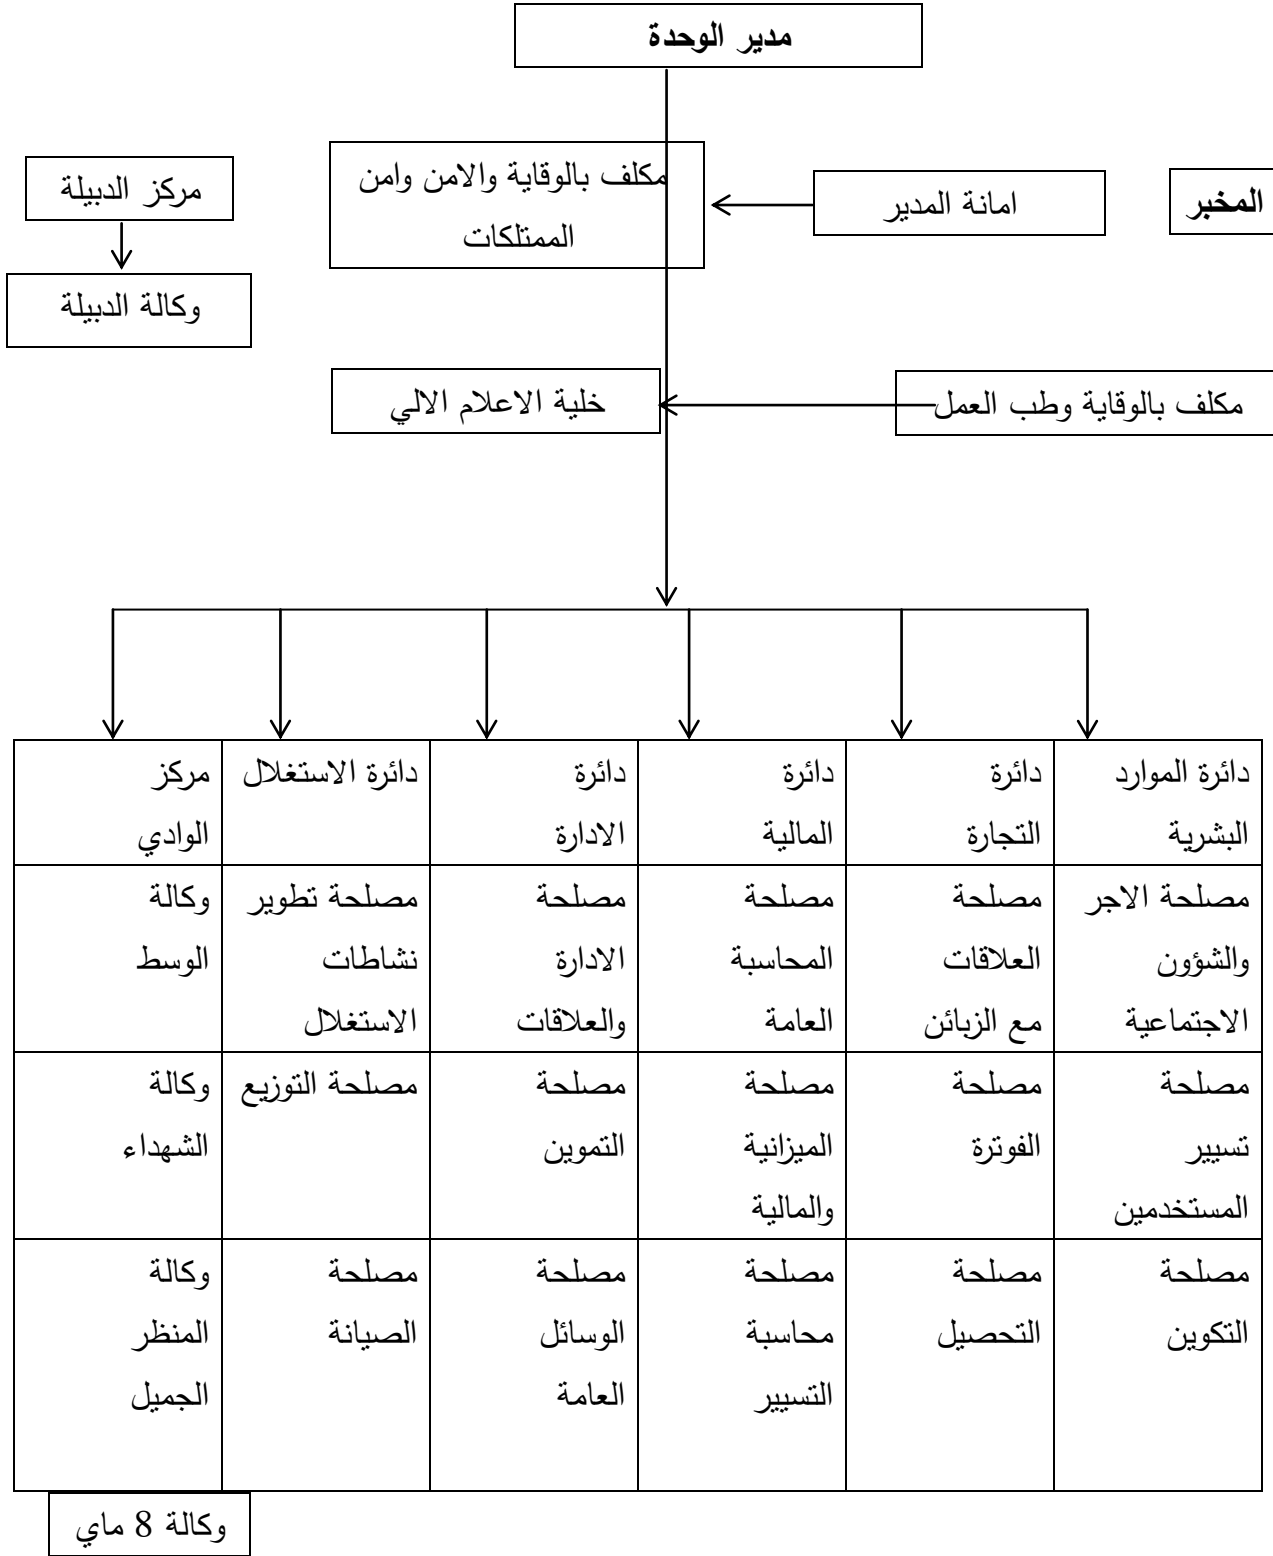 مدير الوحدة
المخبر
امانة المدير
مكلف بالوقاية والامن وامن
الممتلكات
مركز الدبيلة
وكالة الدبيلة
مكلف بالوقاية وطب العمل
خلية الاعلام الالي
دائرة الموارد
البشرية
دائرة
التجارة
دائرة
المالية
دائرة
الادارة
دائرة الاستغلال
مركز
الوادي
مصلحة الاجر
والشؤون
الاجتماعية
مصلحة
العلاقات
مع الزبائن
مصلحة
المحاسبة
العامة
مصلحة
الادارة
والعلاقات
مصلحة تطوير
نشاطات
الاستغلال
وكالة
الوسط
مصلحة
تسيير
المستخدمين
مصلحة
الفوترة
مصلحة
الميزانية
والمالية
مصلحة
التموين
مصلحة التوزيع
وكالة
الشهداء
مصلحة
التكوين
مصلحة
التحصيل
مصلحة
محاسبة
التسيير
مصلحة
الوسائل
العامة
مصلحة
الصيانة
وكالة
المنظر
الجميل
وكالة 8 ماي